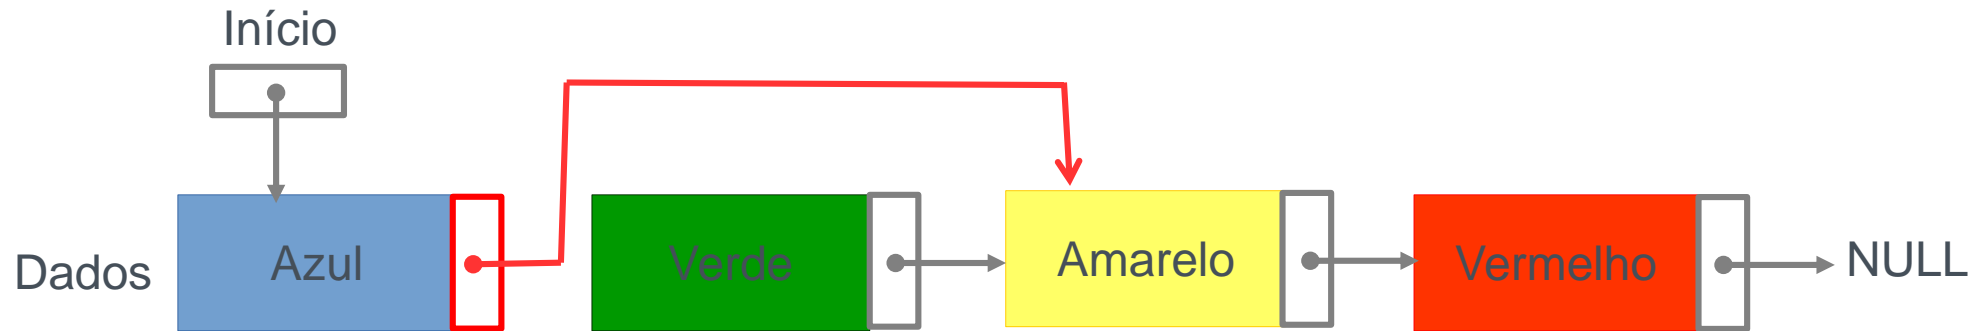 Início
Dados
Azul
Verde
Amarelo
Vermelho
NULL